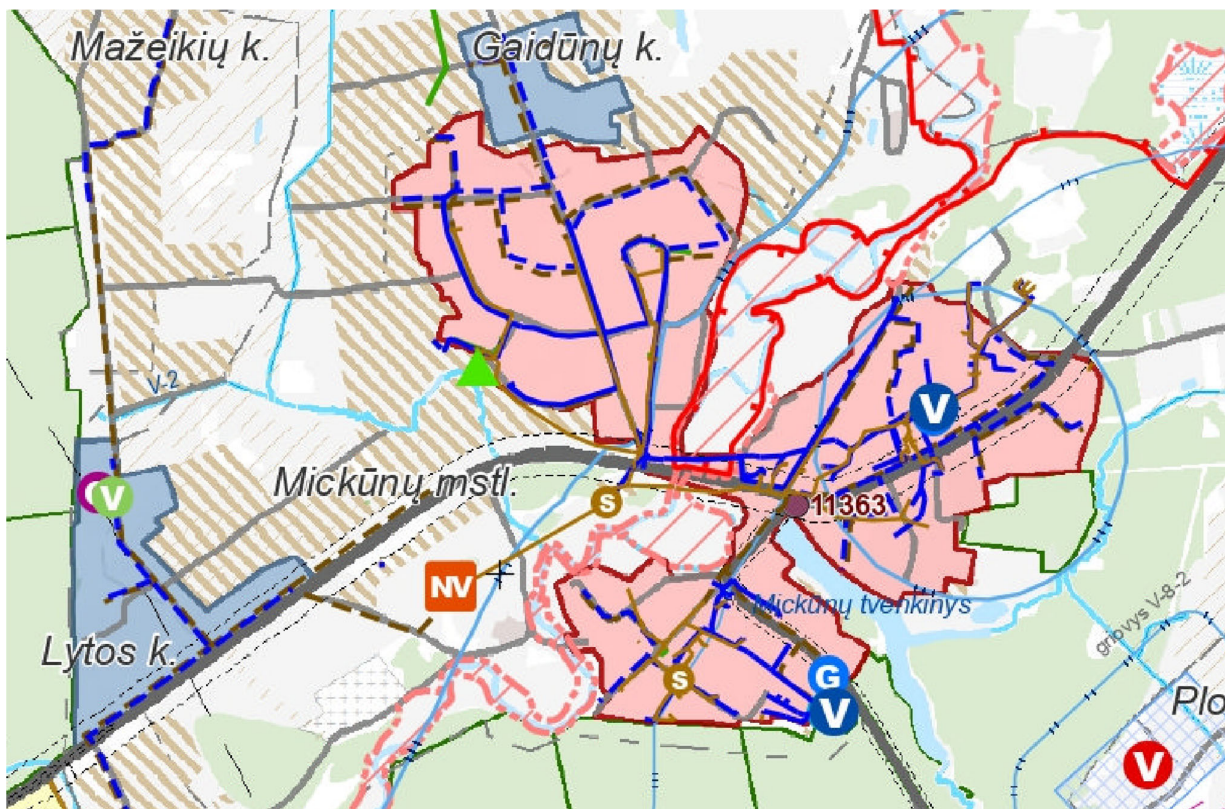 Mažeikių k.
Gaidūnų k.
V-2
V
Mickūnų mstl.
V
S
11363
NV
Mickūnų tvenkinys
griovys V-8-2
Lytos k.
S
G
V
Plo
V